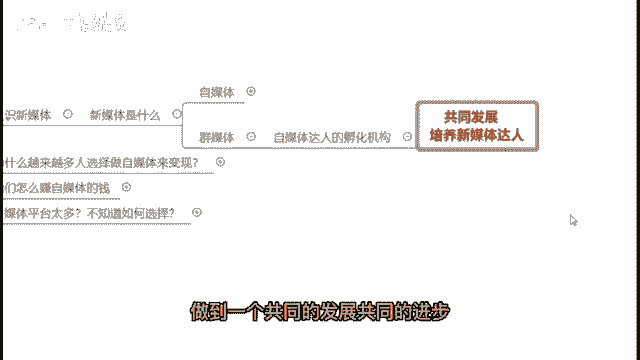 自媒体
共同发展
识新媒体
新媒体是什么
培养新媒体达人
群媒体
自媒体达人的孵化机构
什么越来越多人选择做自媒体来变现?
们怎么赚自媒体的钱
媒体平台太多? 不知道如何选择?
做到一个共同的发展共同的进步